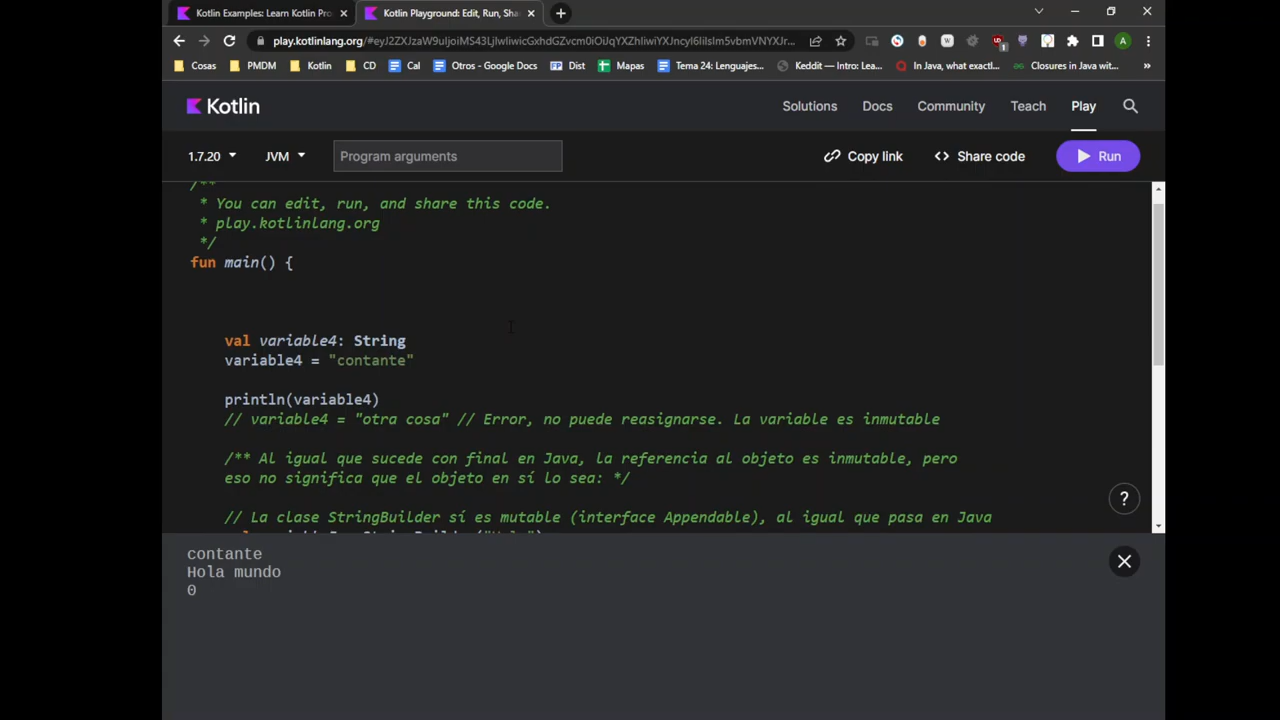 Kotlin Examples: Learn Kotlin Pro
Kotlin Playground: Edit, Run, Sha
play.kotlinlang.org/#eyJ2ZXJzaW9uIjoiMS43LjIwIiwicGxhdGZvcm0iOiJqYXZhIiwiYXJncyI6IiIsIm5vbmVNYXJ...
Cosas PMDM Kotlin CD Cal Otros - Google Docs Dist Mapas Tema 24: Lenguajes... Keddit — Intro: Lea... In Java, what exactl... Closures in Java wit... »
Kotlin
Solutions Docs Community Teach Play
1.7.20 JVM Program arguments Copy link Share code Run
/**
* You can edit, run, and share this code.
* play.kotlinlang.org
*/
fun main() {
val variable4: String
variable4 = "contante"
println(variable4)
// variable4 = "otra cosa" // Error, no puede reasignarse. La variable es inmutable
/** Al igual que sucede con final en Java, la referencia al objeto es inmutable, pero
eso no significa que el objeto en sí lo sea: */
// La clase StringBuilder sí es mutable (interface Appendable), al igual que pasa en Java
?
contante
Hola mundo
0